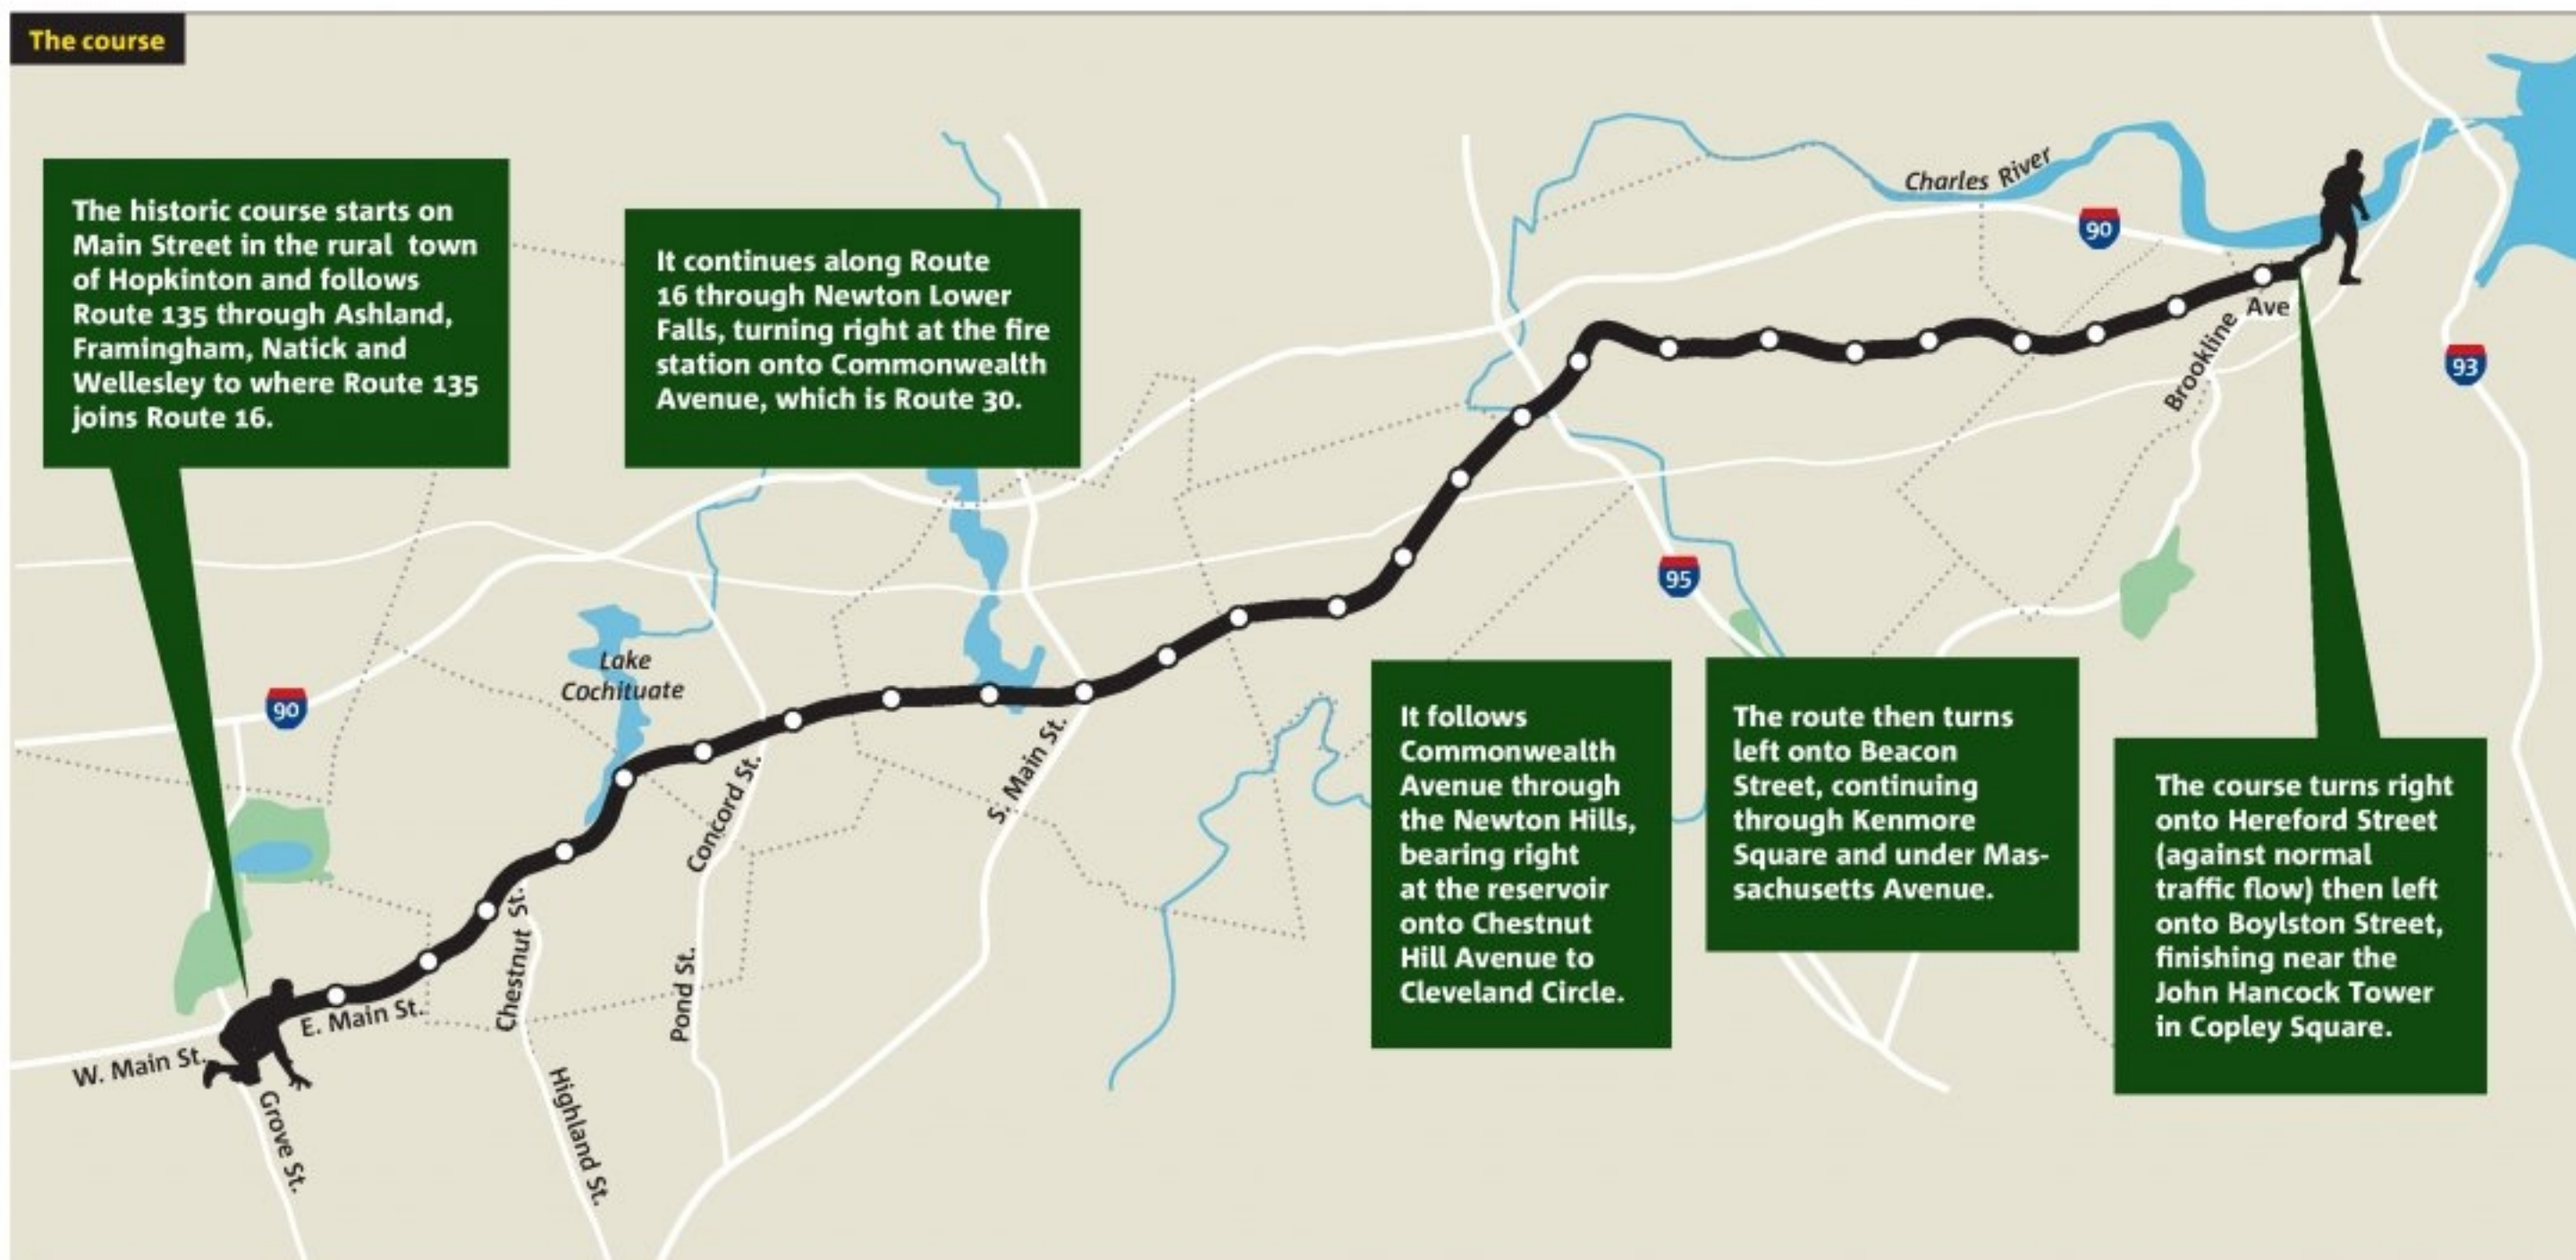 The course
The historic course starts on
Main Street in the rural town
of Hopkinton and follows
Route 135 through Ashland,
Framingham, Natick and
Wellesley to where Route 135
joins Route 16.
It continues along Route
16 through Newton Lower
Falls, turning right at the fire
station onto Commonwealth
Avenue, which is Route 30.
Charles River
90
Brookline Ave
93
95
Lake
Cochituate
90
It follows
Commonwealth
Avenue through
the Newton Hills,
bearing right
at the reservoir
onto Chestnut
Hill Avenue to
Cleveland Circle.
The route then turns
left onto Beacon
Street, continuing
through Kenmore
Square and under Mas-
sachusetts Avenue.
The course turns right
onto Hereford Street
(against normal
traffic flow) then left
onto Boylston Street,
finishing near the
John Hancock Tower
in Copley Square.
S. Main St.
Concord St.
Chestnut St.
Pond St.
E. Main St.
W. Main St.
Grove St.
Highland St.